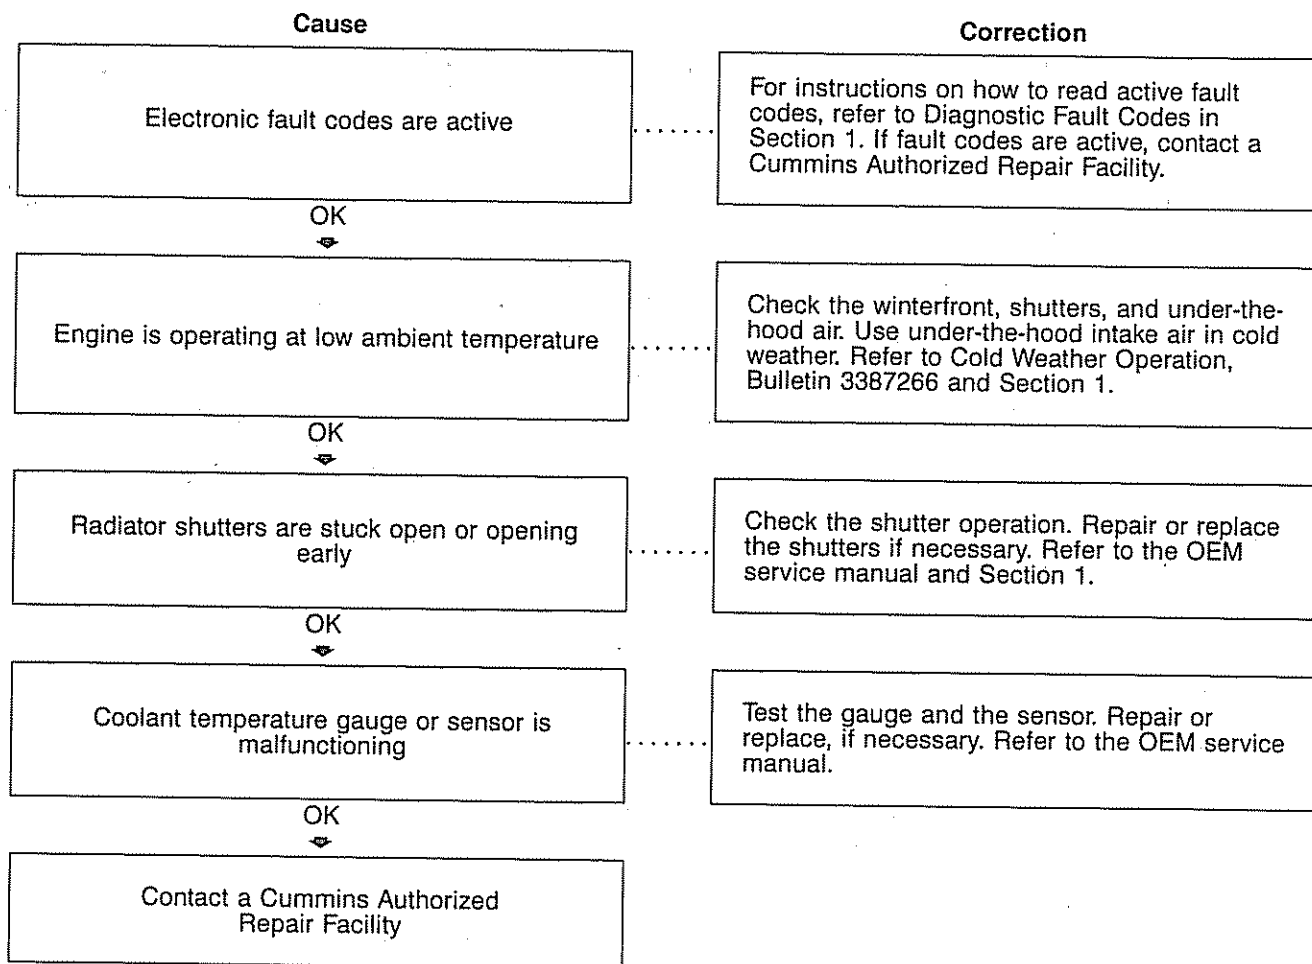 Cause
Correction
Electronic fault codes are active
For instructions on how to read active fault
codes, refer to Diagnostic Fault Codes in
Section 1. If fault codes are active, contact a
Cummins Authorized Repair Facility.
OK
Engine is operating at low ambient temperature
Check the winterfront, shutters, and under-the-
hood air. Use under-the-hood intake air in cold
weather. Refer to Cold Weather Operation,
Bulletin 3387266 and Section 1.
OK
Radiator shutters are stuck open or opening
early
Check the shutter operation. Repair or replace
the shutters if necessary. Refer to the OEM
service manual and Section 1.
OK
Coolant temperature gauge or sensor is
malfunctioning
Test the gauge and the sensor. Repair or
replace, if necessary. Refer to the OEM service
manual.
OK
Contact a Cummins Authorized
Repair Facility